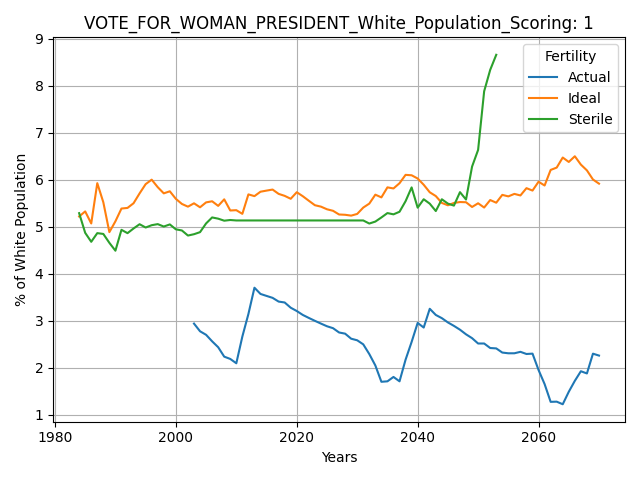 VOTE_FOR_WOMAN_PRESIDENT_White_Population_Scoring: 1
9
8
7
6
5
4
3
2
1
% of White Population
Fertility
Actual
Ideal
Sterile
1980
2000
2020
2040
2060
Years